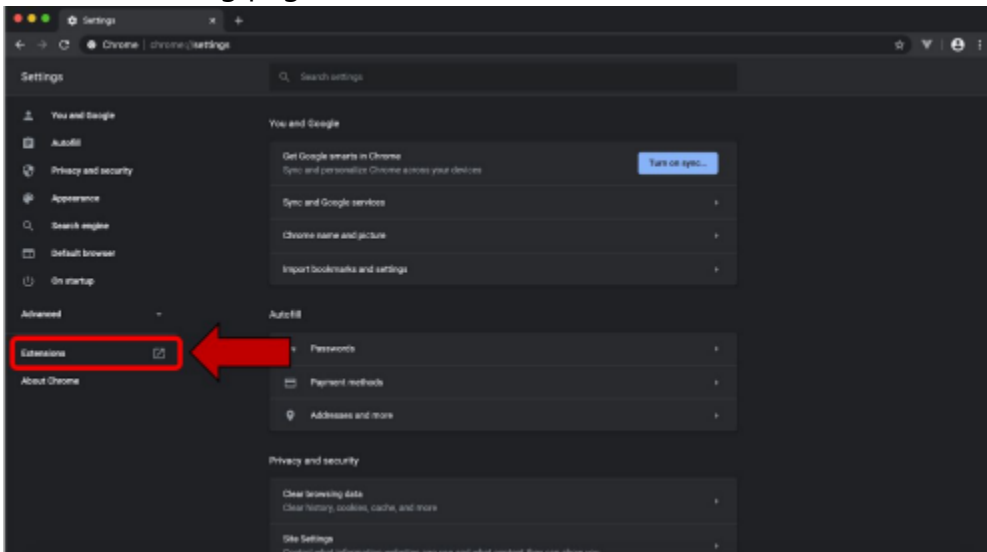 Settings
Chrome | chrome://settings
Settings
Search settings
You and Google
Autofill
Privacy and security
Appearance
Search engine
Default browser
On startup
Advanced
Extensions
About Chrome
You and Google
Get Google smarts in Chrome
Sync and personalize Chrome across your devices
Turn on sync...
Sync and Google services
Chrome name and picture
Import bookmarks and settings
Autofill
Passwords
Payment methods
Addresses and more
Privacy and security
Clear browsing data
Clear history, cookies, cache, and more
Site Settings